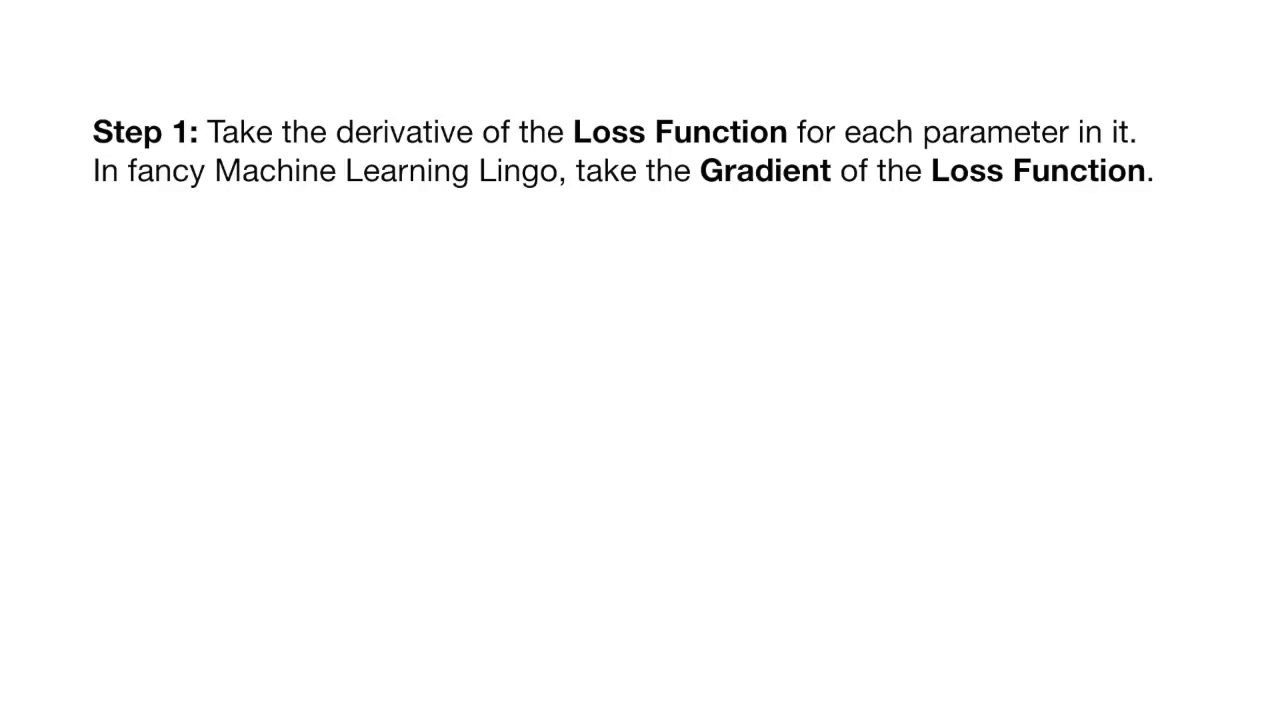 Step 1: Take the derivative of the Loss Function for each parameter in it.
In fancy Machine Learning Lingo, take the Gradient of the Loss Function.